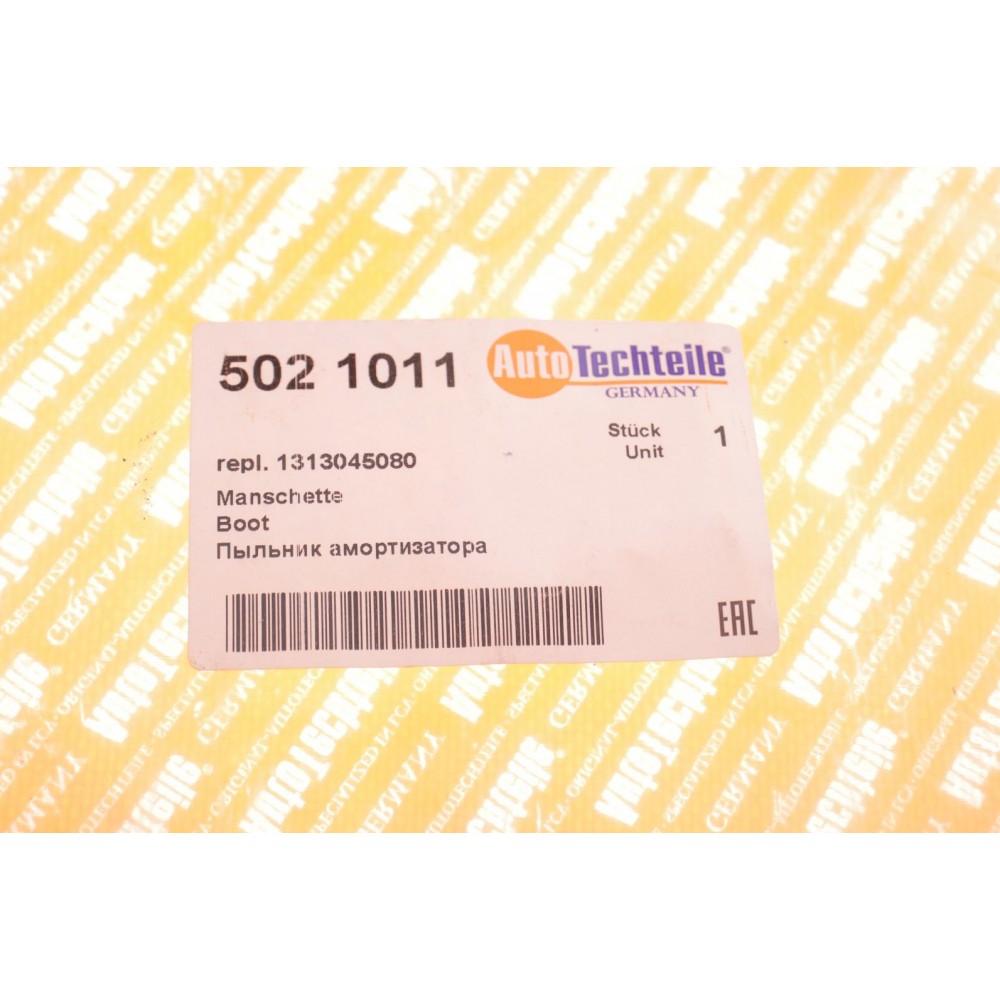 502 1011
AutoTechteile®
GERMANY
Stück 1
Unit
repl. 1313045080
Manschette
Boot
Пыльник амортизатора
EAC